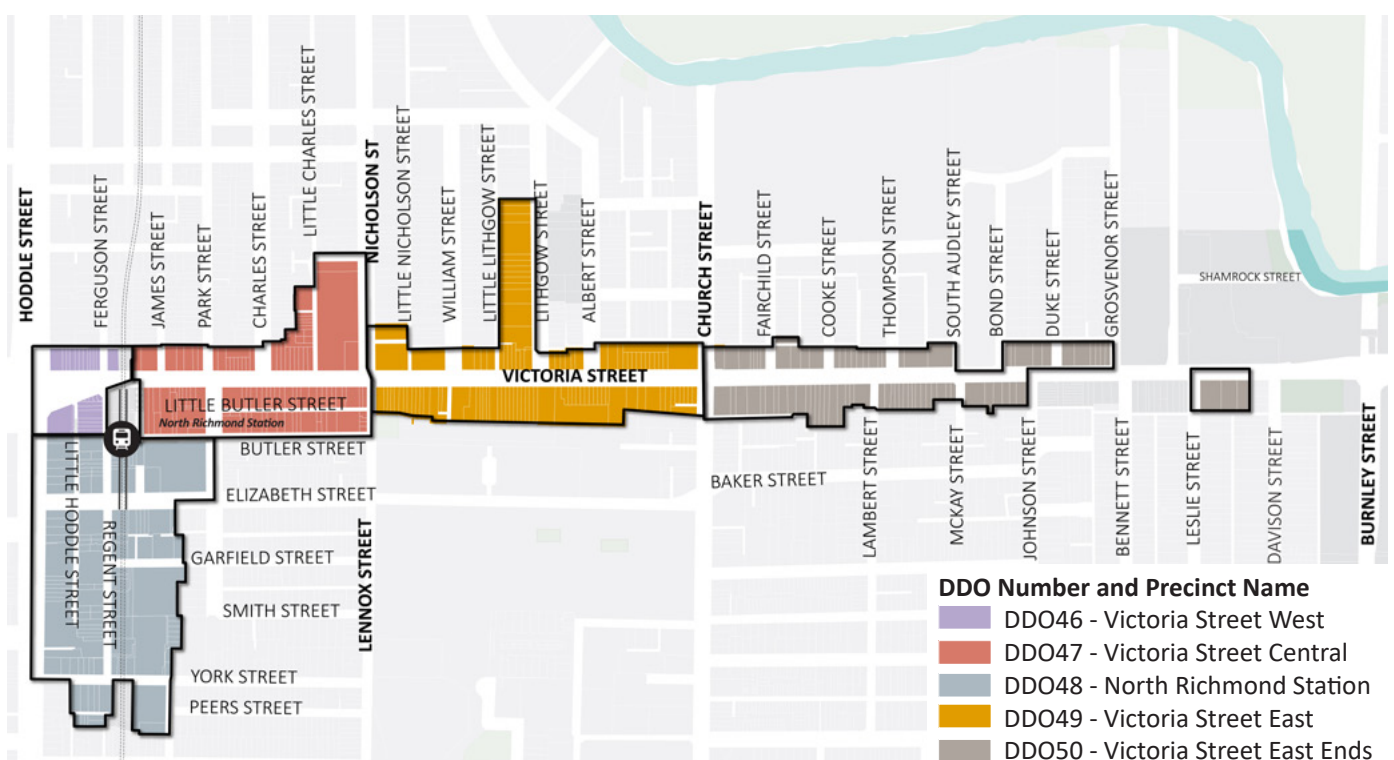 HODDLE STREET
FERGUSON STREET
JAMES STREET
PARK STREET
CHARLES STREET
LITTLE CHARLES STREET
NICHOLSON ST
LITTLE NICHOLSON STREET
WILLIAM STREET
LITTLE LITHGOW STREET
LITHGOW STREET
ALBERT STREET
CHURCH STREET
FAIRCHILD STREET
COOKE STREET
THOMPSON STREET
SOUTH AUDLEY STREET
BOND STREET
DUKE STREET
GROSVENOR STREET
SHAMROCK STREET
VICTORIA STREET
LITTLE BUTLER STREET
North Richmond Station
BUTLER STREET
ELIZABETH STREET
GARFIELD STREET
SMITH STREET
YORK STREET
PEERS STREET
LITTLE HODDLE STREET
REGENT STREET
LENNOX STREET
BAKER STREET
LAMBERT STREET
MCKAY STREET
JOHNSON STREET
BENNETT STREET
LESLIE STREET
DAVISON STREET
BURNLEY STREET
DDO Number and Precinct Name
DDO46 - Victoria Street West
DDO47 - Victoria Street Central
DDO48 - North Richmond Station
DDO49 - Victoria Street East
DDO50 - Victoria Street East Ends